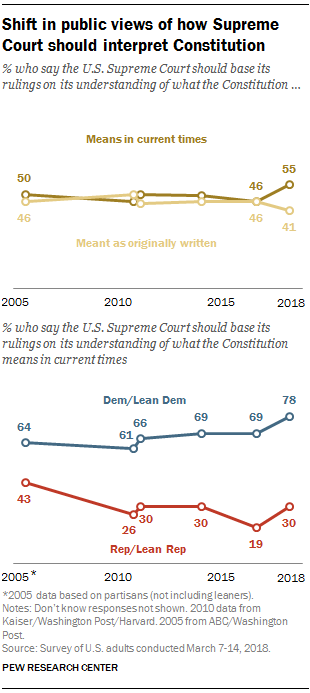 Shift in public views of how Supreme
Court should interpret Constitution
% who say the U.S. Supreme Court should base its
rulings on its understanding of what the Constitution ...
Means in current times
50
46
55
46
46
41
Meant as originally written
2005
2010
2015
2018
% who say the U.S. Supreme Court should base its
rulings on its understanding of what the Constitution
means in current times
Dem/Lean Dem
64
61
66
69
69
78
43
26
30
30
19
30
Rep/Lean Rep
2005*
2010
2015
2018
*2005 data based on partisans (not including leaners).
Notes: Don't know responses not shown. 2010 data from
Kaiser/Washington Post/Harvard. 2005 from ABC/Washington
Post.
Source: Survey of U.S. adults conducted March 7-14, 2018.
PEW RESEARCH CENTER